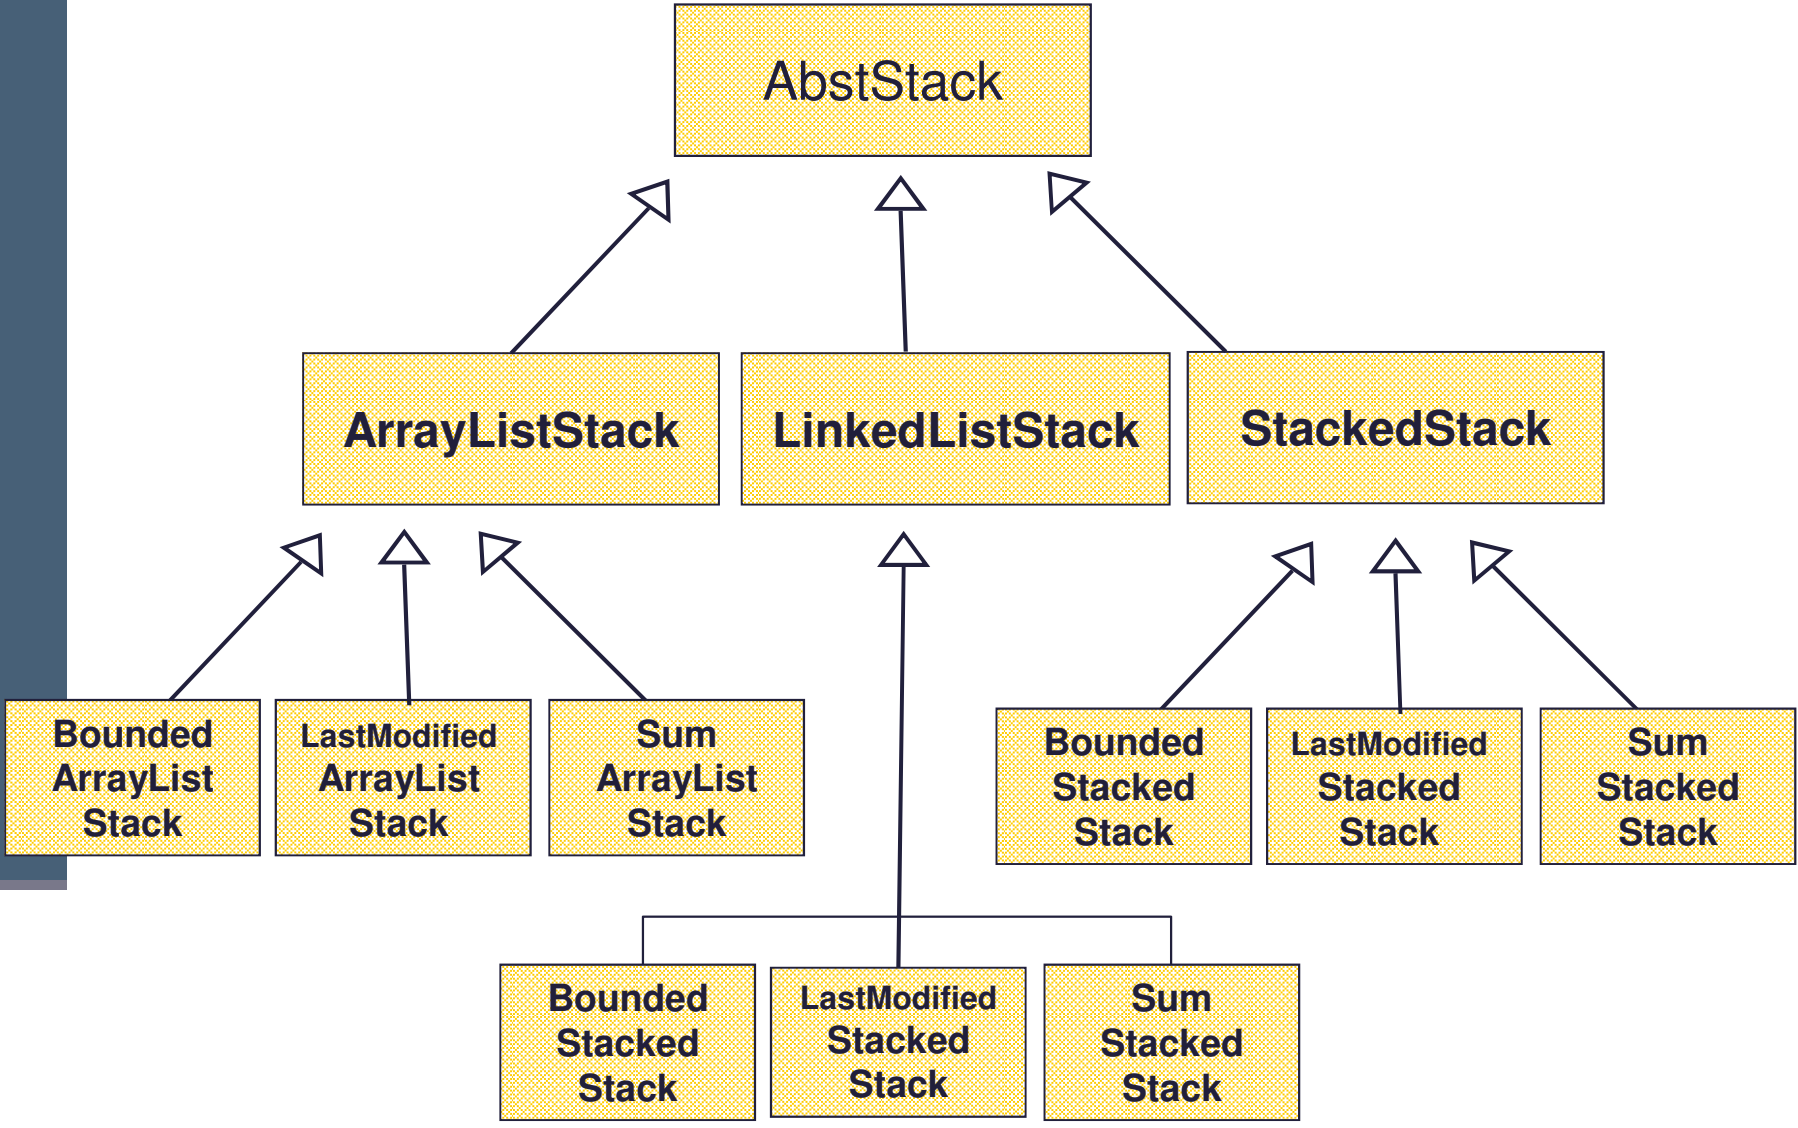 AbstStack
ArrayListStack
LinkedListStack
StackedStack
Bounded
ArrayList
Stack
LastModified
ArrayList
Stack
Sum
ArrayList
Stack
Bounded
Stacked
Stack
LastModified
Stacked
Stack
Sum
Stacked
Stack
Bounded
Stacked
Stack
LastModified
Stacked
Stack
Sum
Stacked
Stack